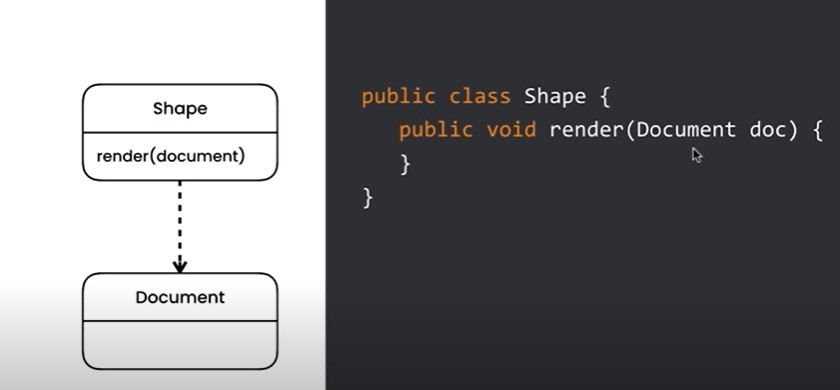 Shape
render(document)
Document
public class Shape {
public void render(Document doc) {
}
}